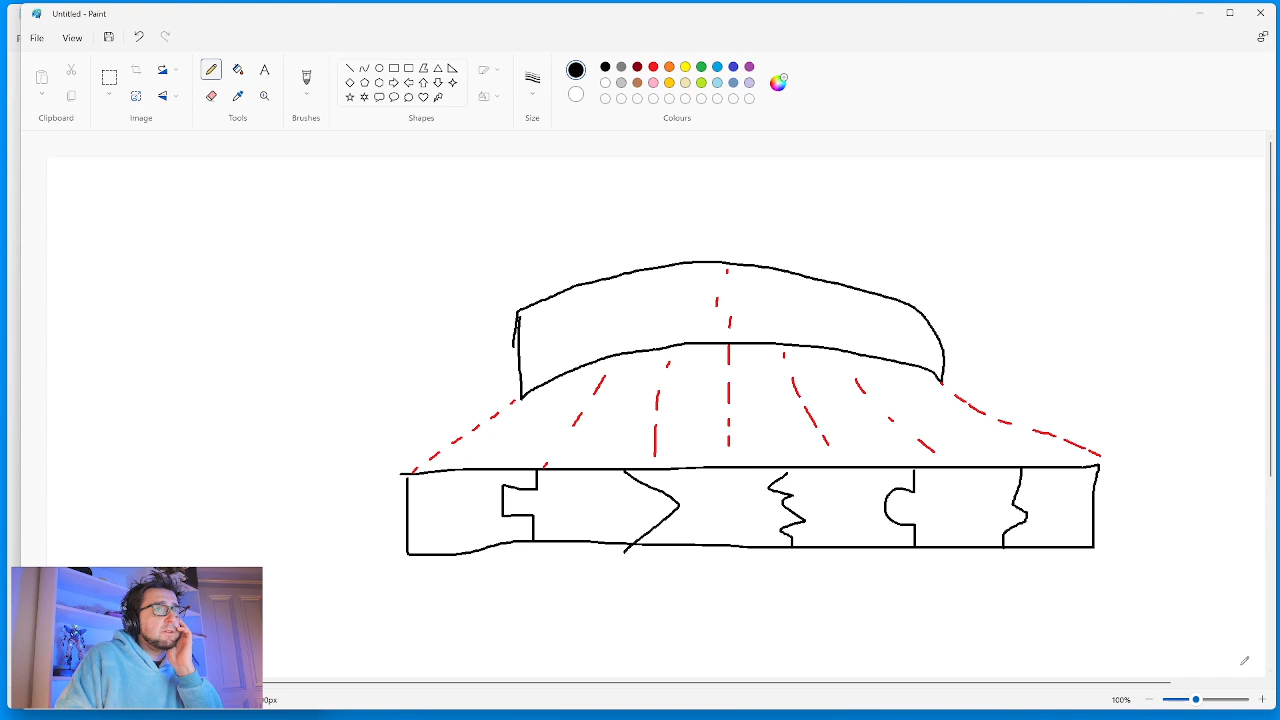 Untitled - Paint
File View
Clipboard Image Tools Brushes Shapes Size Colours
100%